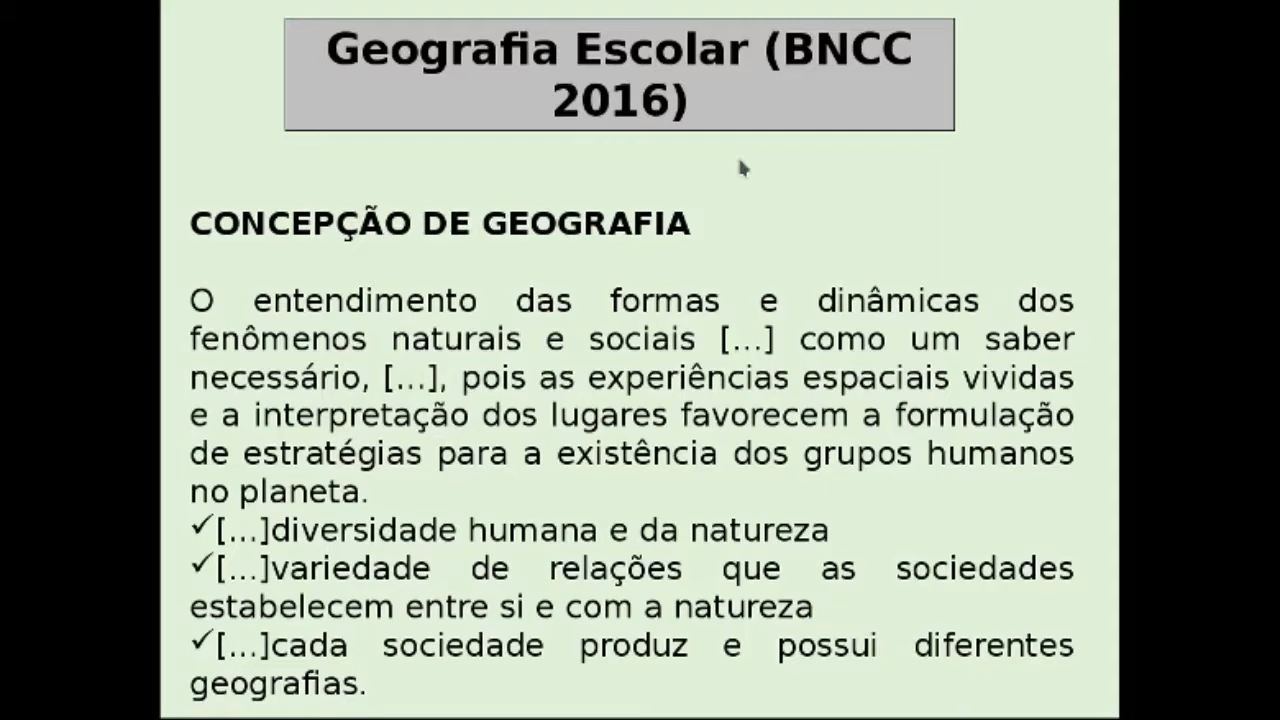 Geografia Escolar (BNCC
2016)
CONCEPÇÃO DE GEOGRAFIA
O entendimento das formas e dinâmicas dos
fenômenos naturais e sociais [...] como um saber
necessário, [...], pois as experiências espaciais vividas
e a interpretação dos lugares favorecem a formulação
de estratégias para a existência dos grupos humanos
no planeta.
✓[...]diversidade humana e da natureza
✓[...]variedade de relações que as sociedades
estabelecem entre si e com a natureza
✓[...]cada sociedade produz e possui diferentes
geografias.